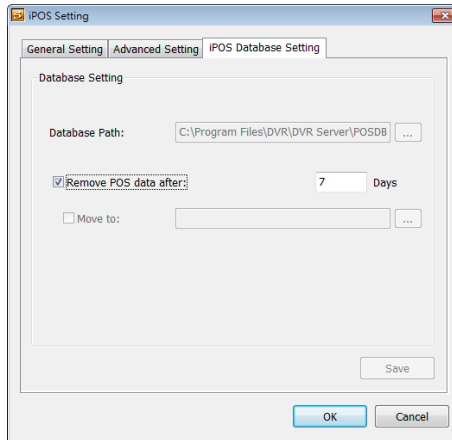 iPOS Setting
General Setting Advanced Setting iPOS Database Setting
Database Setting
Database Path: C:\Program Files\DVR\DVR Server\POSDB ...
Remove POS data after: 7 Days
Move to: ...
Save
OK Cancel